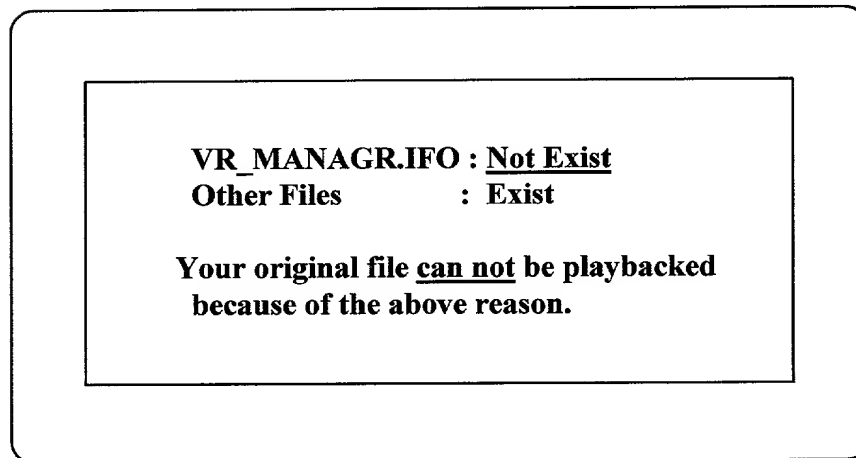 VR_MANAGR.IFO : Not Exist
Other Files : Exist
Your original file can not be playbacked
because of the above reason.